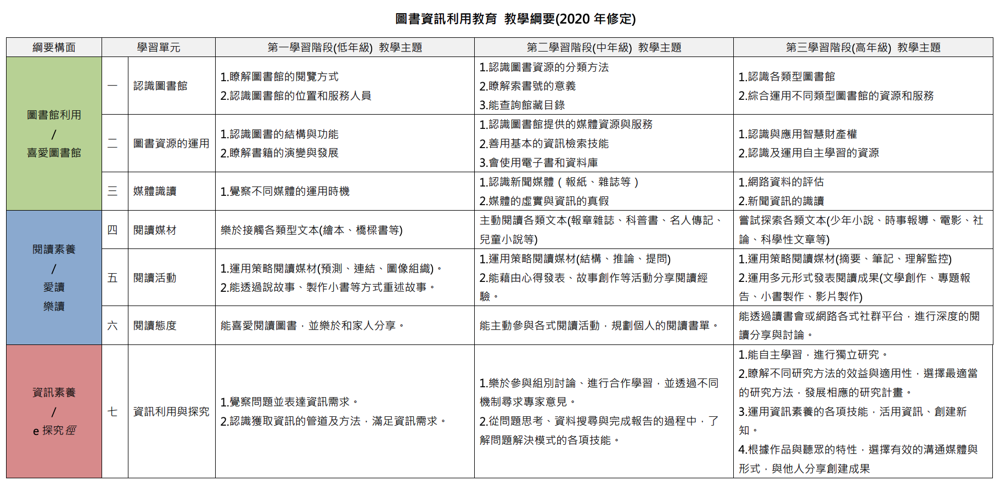 圖書資訊利用教育 教學綱要(2020 年修定)
綱要構面
學習單元
第一學習階段(低年級) 教學主題
第二學習階段(中年級) 教學主題
第三學習階段(高年級) 教學主題
圖書館利用
/
喜愛圖書館
一
認識圖書館
1.瞭解圖書館的閱覽方式
2.認識圖書館的位置和服務人員
1.認識圖書資源的分類方法
2.瞭解索書號的意義
3.能查詢館藏目錄
1.認識各類型圖書館
2.綜合運用不同類型圖書館的資源和服務
二
圖書資源的運用
1.認識圖書的結構與功能
2.瞭解書籍的演變與發展
1.認識圖書館提供的媒體資源與服務
2.善用基本的資訊檢索技能
3.會使用電子書和資料庫
1.認識與應用智慧財產權
2.認識及運用自主學習的資源
三
媒體識讀
1.覺察不同媒體的運用時機
1.認識新聞媒體（報紙、雜誌等）
2.媒體的虛實與資訊的真假
1.網路資料的評估
2.新聞資訊的識讀
閱讀素養
/
愛讀
樂讀
四
閱讀媒材
樂於接觸各類型文本(繪本、橋樑書等)
主動閱讀各類文本(報章雜誌、科普書、名人傳記、
兒童小說等)
嘗試探索各類文本(少年小說、時事報導、電影、社
論、科學性文章等)
五
閱讀活動
1.運用策略閱讀媒材(預測、連結、圖像組織)。
2.能透過說故事、製作小書等方式重述故事。
1.運用策略閱讀媒材(結構、推論、提問)
2.能藉由心得發表、故事創作等活動分享閱讀經
驗。
1.運用策略閱讀媒材(摘要、筆記、理解監控)
2.運用多元形式發表閱讀成果(文學創作、專題報
告、小書製作、影片製作)
六
閱讀態度
能喜愛閱讀圖書，並樂於和家人分享。
能主動參與各式閱讀活動，規劃個人的閱讀書單。
能透過讀書會或網路各式社群平台，進行深度的閱
讀分享與討論。
資訊素養
/
e 探究徑
七
資訊利用與探究
1.覺察問題並表達資訊需求。
2.認識獲取資訊的管道及方法，滿足資訊需求。
1.樂於參與組別討論、進行合作學習，並透過不同
機制尋求專家意見。
2.從問題思考、資料搜尋與完成報告的過程中，了
解問題解決模式的各項技能。
1.能自主學習，進行獨立研究。
2.瞭解不同研究方法的效益與適用性，選擇最適當
的研究方法，發展相應的研究計畫。
3.運用資訊素養的各項技能，活用資訊、創建新
知。
4.根據作品與聽眾的特性，選擇有效的溝通媒體與
形式，與他人分享創建成果